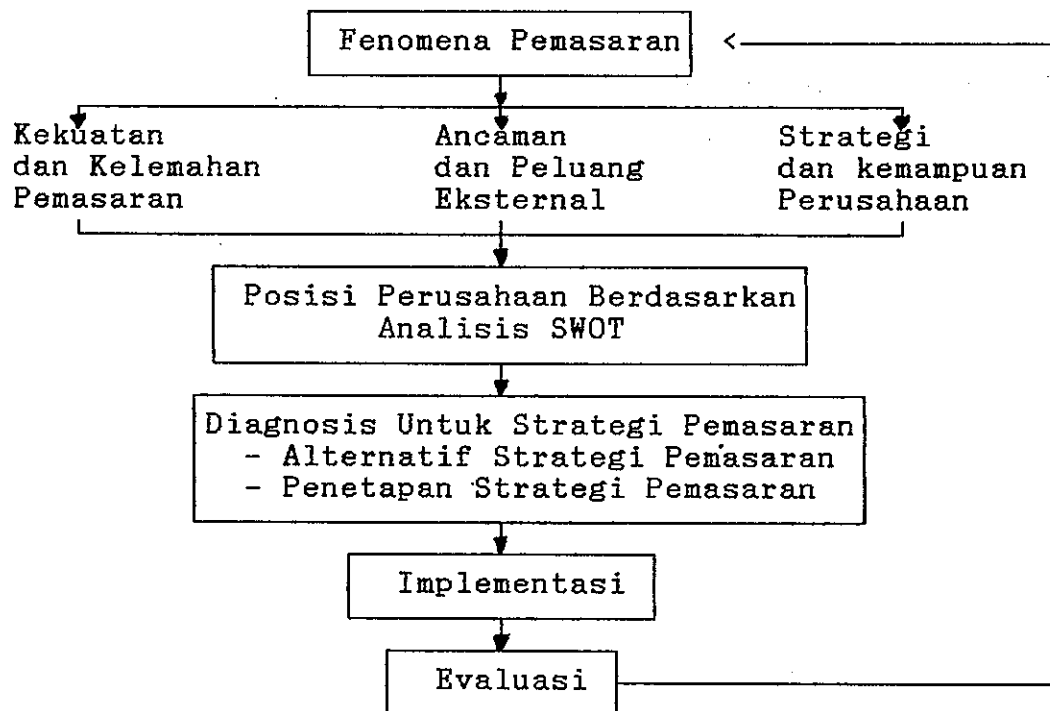 Fenomena Pemasaran <
Kekuatan
dan Kelemahan
Pemasaran
Ancaman
dan Peluang
Eksternal
Strategi
dan kemampuan
Perusahaan
Posisi Perusahaan Berdasarkan
Analisis SWOT
Diagnosis Untuk Strategi Pemasaran
- Alternatif Strategi Pemasaran
- Penetapan Strategi Pemasaran
Implementasi
Evaluasi